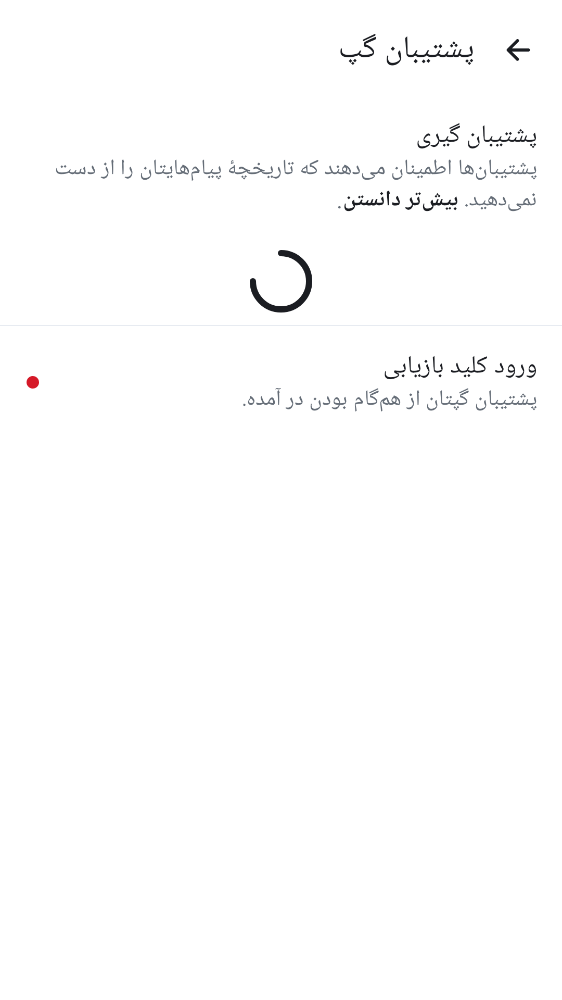 پشتیبان گپ
پشتیبان گیری
پشتیبان‌ها اطمینان می‌دهند که تاریخچهٔ پیام‌هایتان را از دست
نمی‌دهید. بیش‌تر دانستن.
ورود کلید بازیابی
پشتیبان گپتان از هم‌گام بودن در آمده.